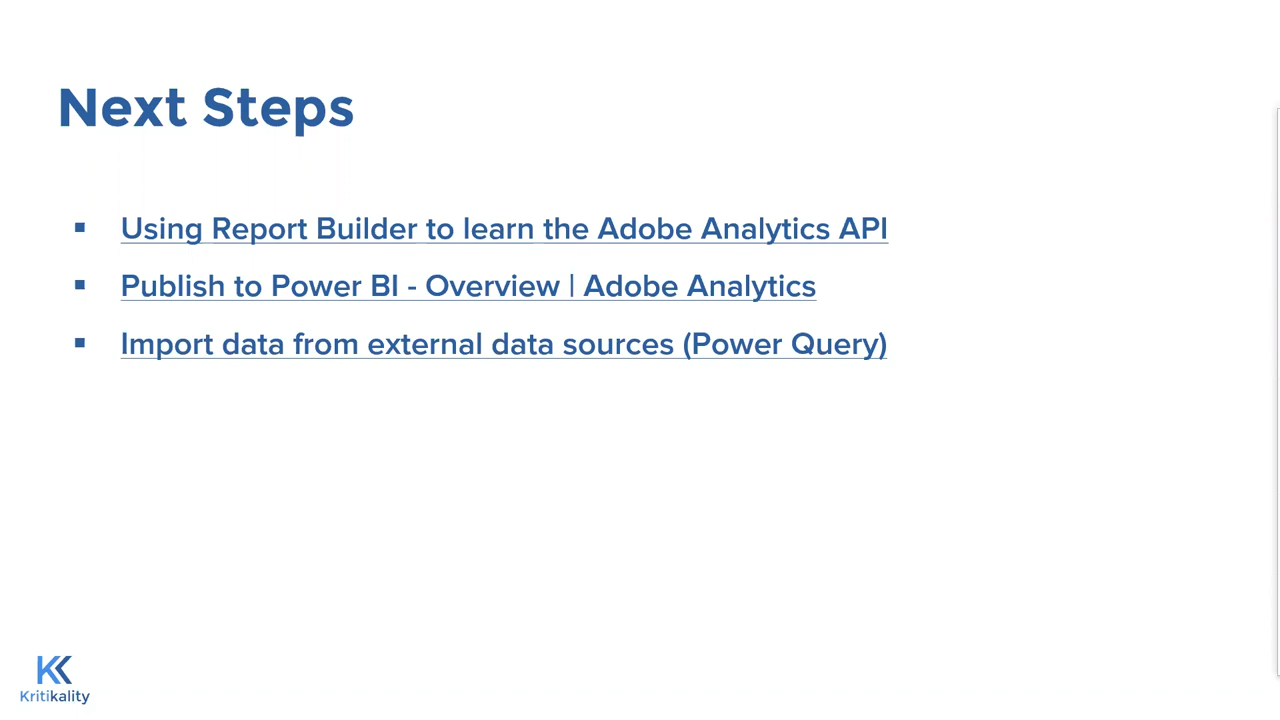 Next Steps
▪ Using Report Builder to learn the Adobe Analytics API
▪ Publish to Power BI - Overview | Adobe Analytics
▪ Import data from external data sources (Power Query)
Kritikality